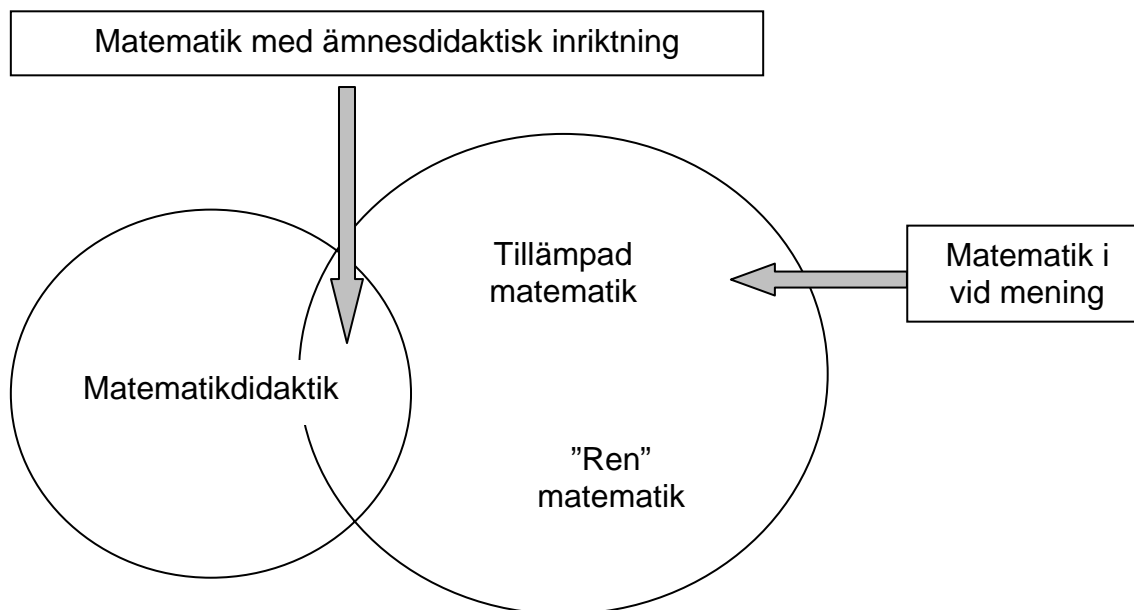 Matematik med ämnesdidaktisk inriktning
Tillämpad
matematik
Matematik i
vid mening
Matematikdidaktik
”Ren”
matematik